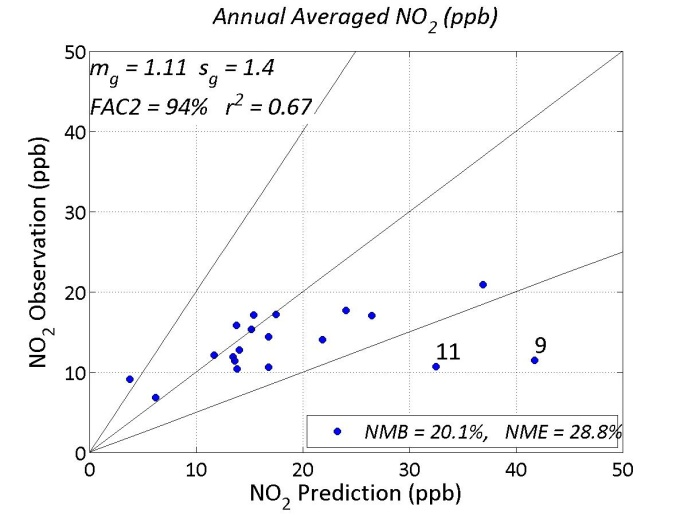 Annual Averaged NO2 (ppb)
mg = 1.11 sg = 1.4
FAC2 = 94% r2 = 0.67
NO2 Observation (ppb)
50
40
30
20
10
0
11
9
NMB = 20.1%, NME = 28.8%
0 10 20 30 40 50
NO2 Prediction (ppb)